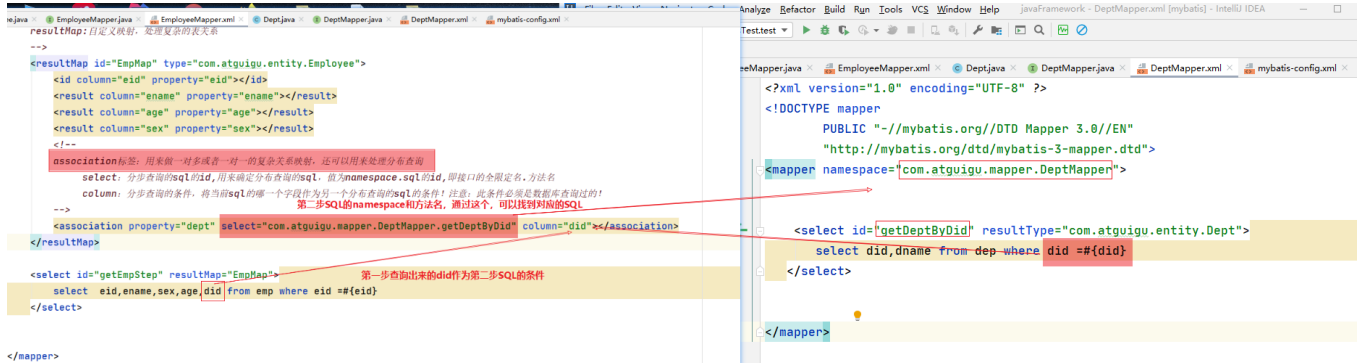 Analyze Refactor Build Run Tools VCS Window Help javaFramework - DeptMapper.xml [mybatis] - IntelliJ IDEA
e.java EmployeeMapper.java EmployeeMapper.xml Dept.java DeptMapper.java DeptMapper.xml mybatis-config.xml
resultMap:自定义映射，处理复杂的表关系
-->
<resultMap id="EmpMap" type="com.atguigu.entity.Employee">
<id column="eid" property="eid"></id>
<result column="ename" property="ename"></result>
<result column="age" property="age"></result>
<result column="sex" property="sex"></result>
<!--
association标签：用来做一对多或者一对一的复杂关系映射，还可以用来处理分布查询
select：分步查询的sql的id,用来确定分布查询的sql，值为namespace.sql的id,即接口的全限定名.方法名
column：分步查询的条件，将当前sql的哪一个字段作为另一个分布查询的sql的条件！注意：此条件必须是数据库查询过的！
-->
第二步SQL的namespace和方法名，通过这个，可以找到对应的SQL
<association property="dept" select="com.atguigu.mapper.DeptMapper.getDeptByDid" column="did"></association>
</resultMap>
第一步查询出来的did作为第二步SQL的条件
<select id="getEmpStep" resultMap="EmpMap">
select eid,ename,sex,age,did from emp where eid =#{eid}
</select>
</mapper>
Test.test
eeMapper.java EmployeeMapper.xml Dept.java DeptMapper.java DeptMapper.xml mybatis-config.xml
<?xml version="1.0" encoding="UTF-8" ?>
<!DOCTYPE mapper
PUBLIC "-//mybatis.org//DTD Mapper 3.0//EN"
"http://mybatis.org/dtd/mybatis-3-mapper.dtd">
<mapper namespace="com.atguigu.mapper.DeptMapper">
<select id="getDeptByDid" resultType="com.atguigu.entity.Dept">
select did,dname from dep where did =#{did}
</select>
</mapper>